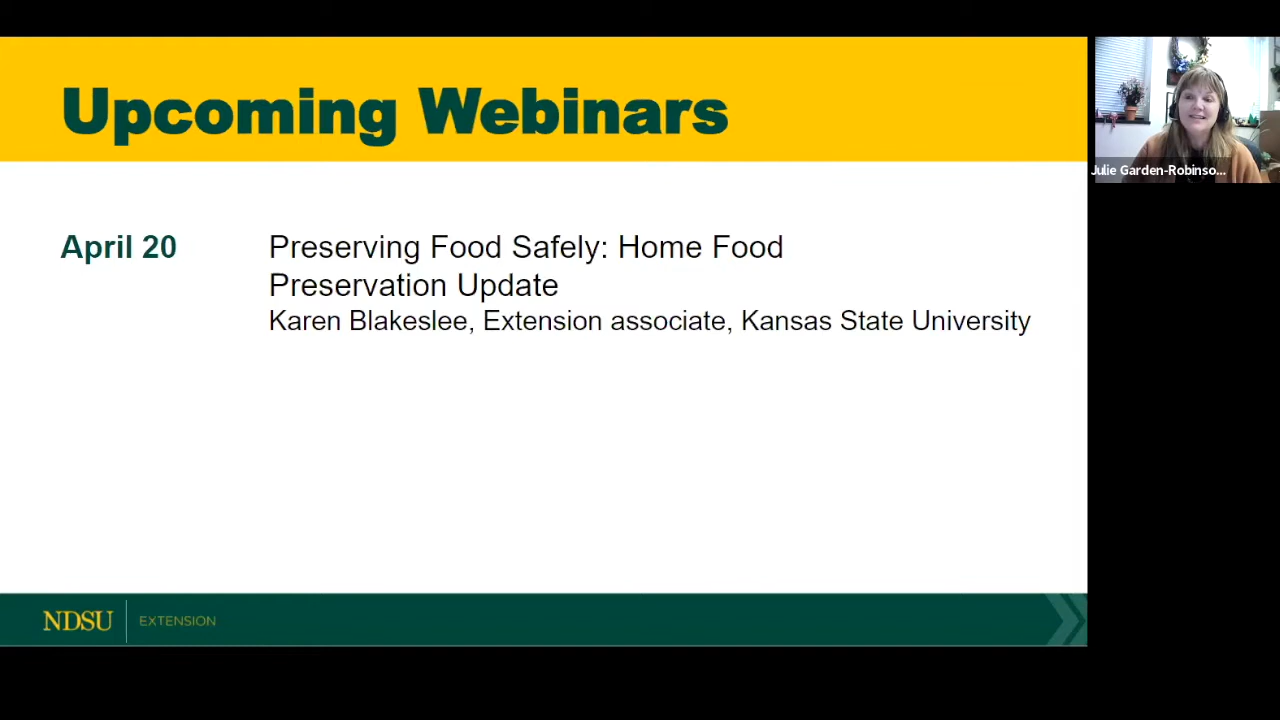 Upcoming Webinars
Julie Garden-Robinso...
April 20
Preserving Food Safely: Home Food
Preservation Update
Karen Blakeslee, Extension associate, Kansas State University
NDSU
EXTENSION